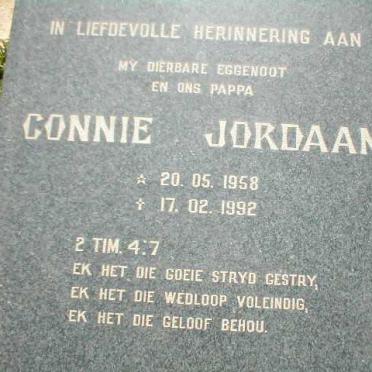 IN LIEFDEVOLLE HERINNERING AAN
MY DIERBARE EGGENOOT
EN ONS PAPPA
CONNIE JORDAAN
☆ 20. 05. 1958
✝ 17. 02. 1992
2 TIM. 4:7
EK HET DIE GOEIE STRYD GESTRY,
EK HET DIE WEDLOOP VOLEINDIG,
EK HET DIE GELOOF BEHOU.